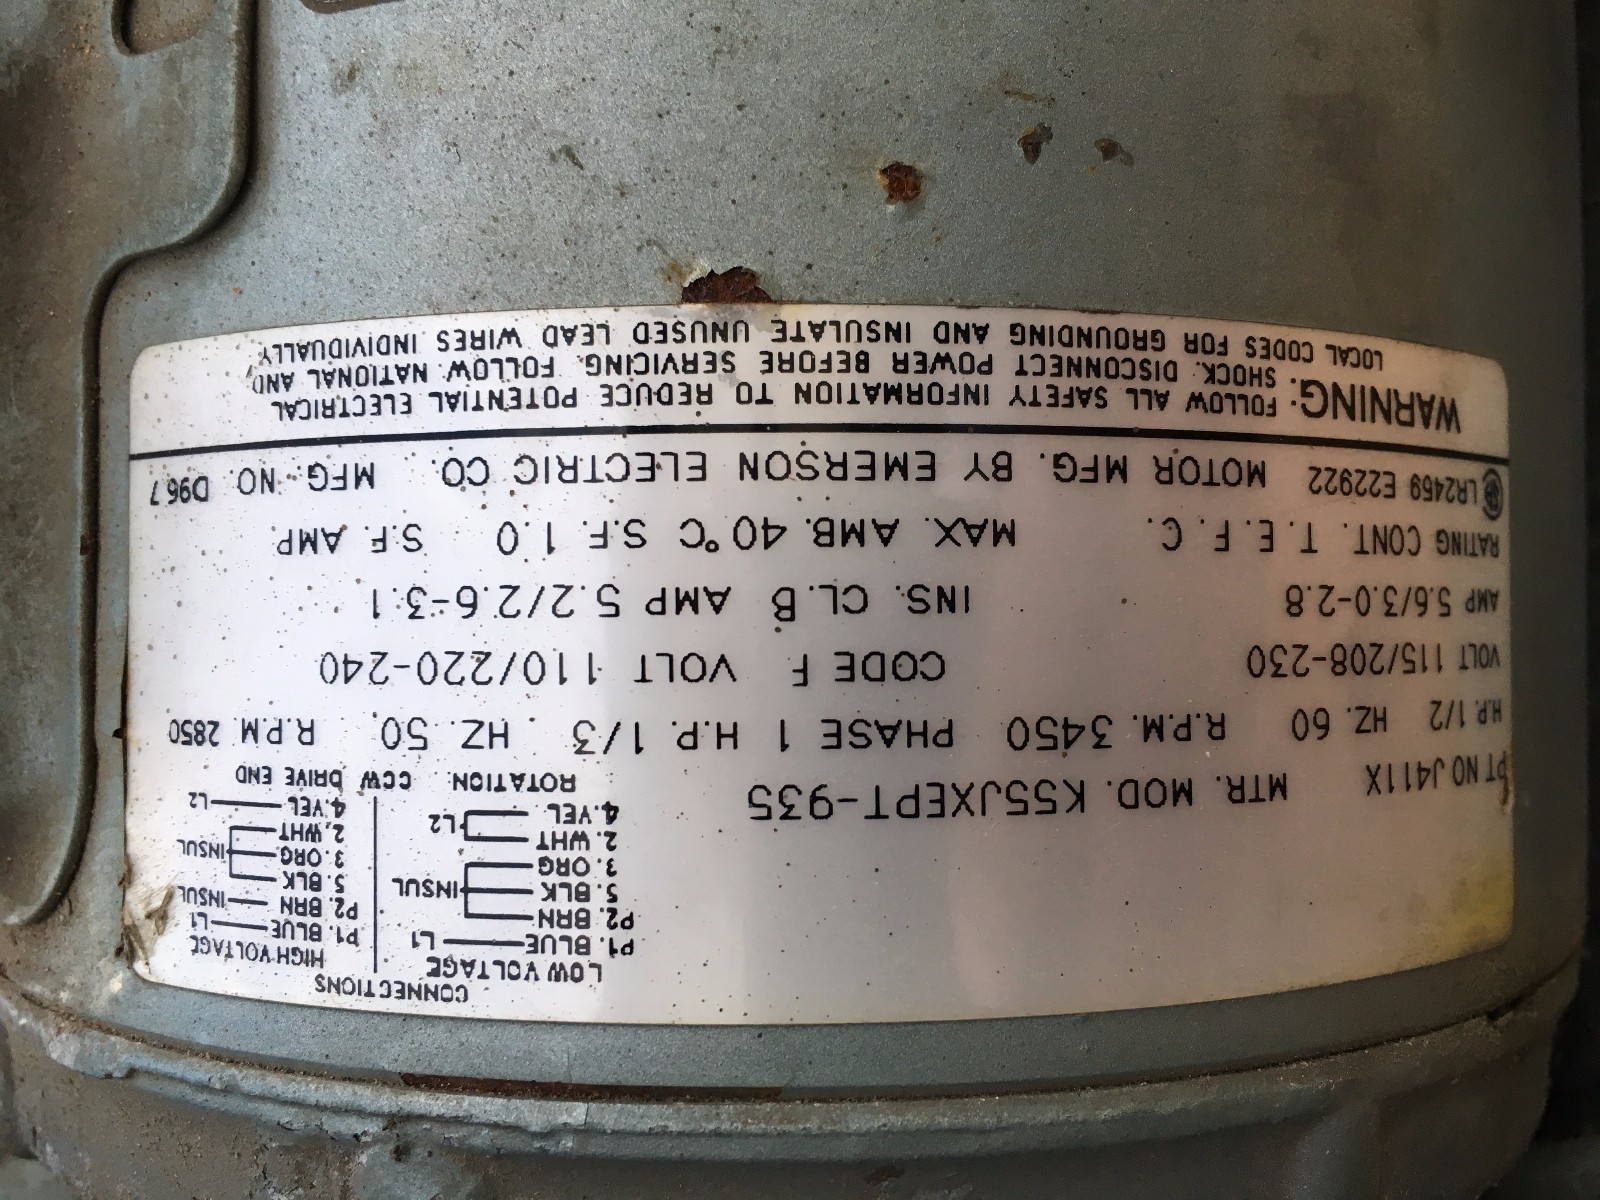 CONNECTIONS
LOW VOLTAGE
P1. BLUE L1
P2. BRN
5. BLK INSUL
3. ORG
2. WHT
4. YEL L2
HIGH VOLTAGE
P1. BLUE L1
P2. BRN INSUL
5. BLK
3. ORG INSUL
2. WHT
4. YEL L2
ROTATION CCW DRIVE END
PT NO J411X MTR. MOD. K55JXEPT-935
H.P. 1/2 HZ. 60 R.P.M. 3450 PHASE 1 H.P. 1/3 HZ. 50 R.P.M. 2850
VOLT 115/208-230 CODE F VOLT 110/220-240
AMP 5.6/3.0-2.8 INS. CL. B AMP 5.2/2.6-3.1
RATING CONT. T.E.F.C. MAX. AMB. 40°C S.F. 1.0 S.F. AMP.
LR2469 E22922 MOTOR MFG. BY EMERSON ELECTRIC CO. MFG. NO. D967
WARNING: FOLLOW ALL SAFETY INFORMATION TO REDUCE POTENTIAL ELECTRICAL
SHOCK. DISCONNECT POWER BEFORE SERVICING. FOLLOW NATIONAL AND
LOCAL CODES FOR GROUNDING AND INSULATE UNUSED LEAD WIRES INDIVIDUALLY